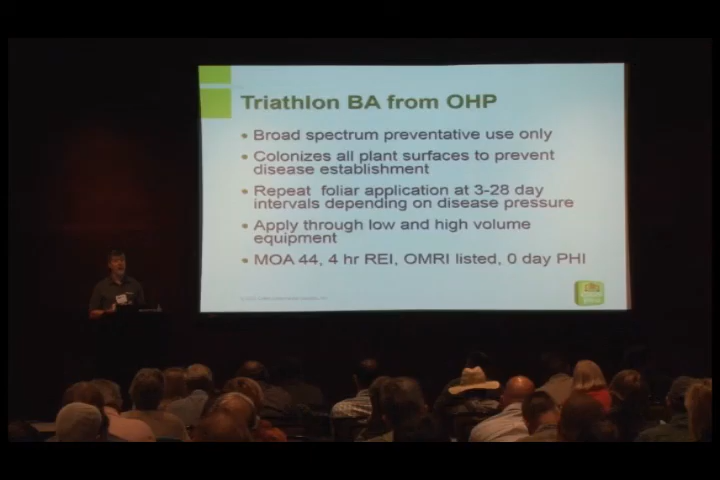 Triathlon BA from OHP
• Broad spectrum preventative use only
• Colonizes all plant surfaces to prevent
disease establishment
• Repeat foliar application at 3-28 day
intervals depending on disease pressure
• Apply through low and high volume
equipment
• MOA 44, 4 hr REI, OMRI listed, 0 day PHI